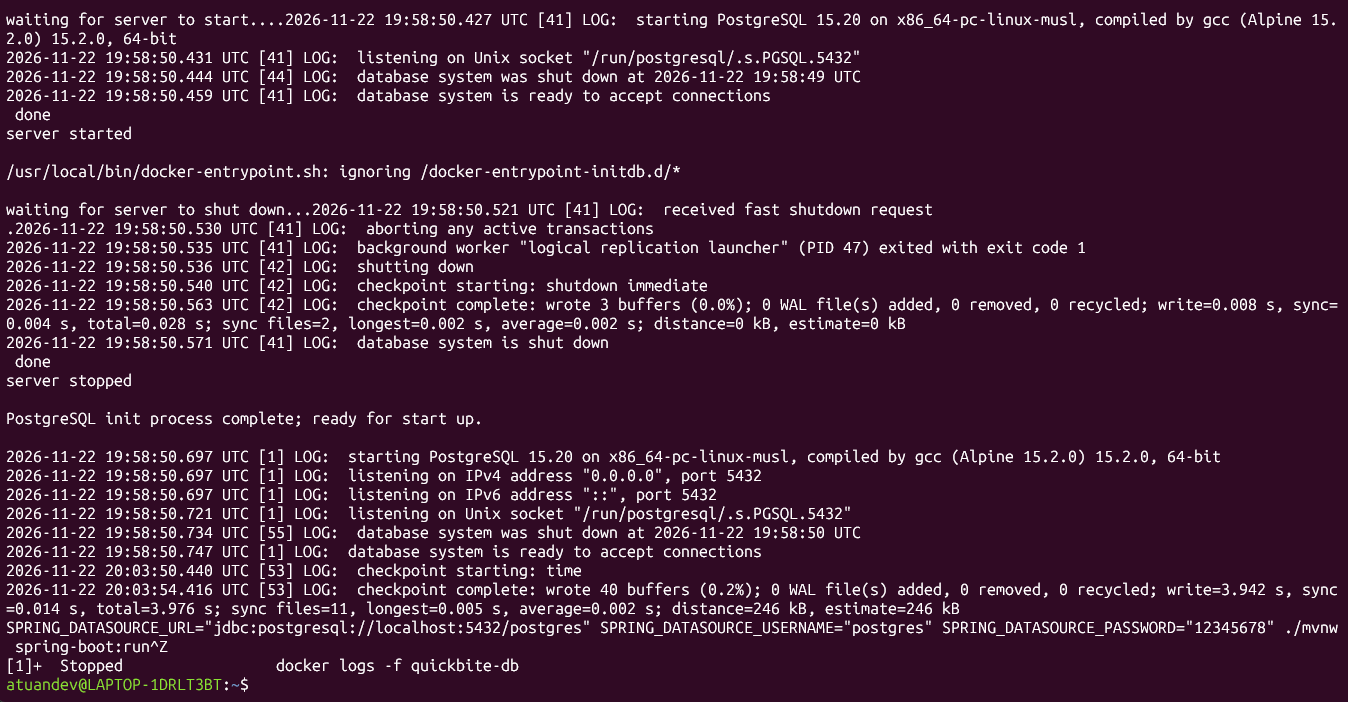 waiting for server to start....2026-11-22 19:58:50.427 UTC [41] LOG:  starting PostgreSQL 15.20 on x86_64-pc-linux-musl, compiled by gcc (Alpine 15.
2.0) 15.2.0, 64-bit
2026-11-22 19:58:50.431 UTC [41] LOG:  listening on Unix socket "/run/postgresql/.s.PGSQL.5432"
2026-11-22 19:58:50.444 UTC [44] LOG:  database system was shut down at 2026-11-22 19:58:49 UTC
2026-11-22 19:58:50.459 UTC [41] LOG:  database system is ready to accept connections
 done
server started

/usr/local/bin/docker-entrypoint.sh: ignoring /docker-entrypoint-initdb.d/*

waiting for server to shut down...2026-11-22 19:58:50.521 UTC [41] LOG:  received fast shutdown request
.2026-11-22 19:58:50.530 UTC [41] LOG:  aborting any active transactions
2026-11-22 19:58:50.535 UTC [41] LOG:  background worker "logical replication launcher" (PID 47) exited with exit code 1
2026-11-22 19:58:50.536 UTC [42] LOG:  shutting down
2026-11-22 19:58:50.540 UTC [42] LOG:  checkpoint starting: shutdown immediate
2026-11-22 19:58:50.563 UTC [42] LOG:  checkpoint complete: wrote 3 buffers (0.0%); 0 WAL file(s) added, 0 removed, 0 recycled; write=0.008 s, sync=
0.004 s, total=0.028 s; sync files=2, longest=0.002 s, average=0.002 s; distance=0 kB, estimate=0 kB
2026-11-22 19:58:50.571 UTC [41] LOG:  database system is shut down
 done
server stopped

PostgreSQL init process complete; ready for start up.

2026-11-22 19:58:50.697 UTC [1] LOG:  starting PostgreSQL 15.20 on x86_64-pc-linux-musl, compiled by gcc (Alpine 15.2.0) 15.2.0, 64-bit
2026-11-22 19:58:50.697 UTC [1] LOG:  listening on IPv4 address "0.0.0.0", port 5432
2026-11-22 19:58:50.697 UTC [1] LOG:  listening on IPv6 address "::", port 5432
2026-11-22 19:58:50.721 UTC [1] LOG:  listening on Unix socket "/run/postgresql/.s.PGSQL.5432"
2026-11-22 19:58:50.734 UTC [55] LOG:  database system was shut down at 2026-11-22 19:58:50 UTC
2026-11-22 19:58:50.747 UTC [1] LOG:  database system is ready to accept connections
2026-11-22 20:03:50.440 UTC [53] LOG:  checkpoint starting: time
2026-11-22 20:03:54.416 UTC [53] LOG:  checkpoint complete: wrote 40 buffers (0.2%); 0 WAL file(s) added, 0 removed, 0 recycled; write=3.942 s, sync
=0.014 s, total=3.976 s; sync files=11, longest=0.005 s, average=0.002 s; distance=246 kB, estimate=246 kB
SPRING_DATASOURCE_URL="jdbc:postgresql://localhost:5432/postgres" SPRING_DATASOURCE_USERNAME="postgres" SPRING_DATASOURCE_PASSWORD="12345678" ./mvnw
 spring-boot:run^Z
[1]+  Stopped                 docker logs -f quickbite-db
atuandev@LAPTOP-1DRLT3BT:~$